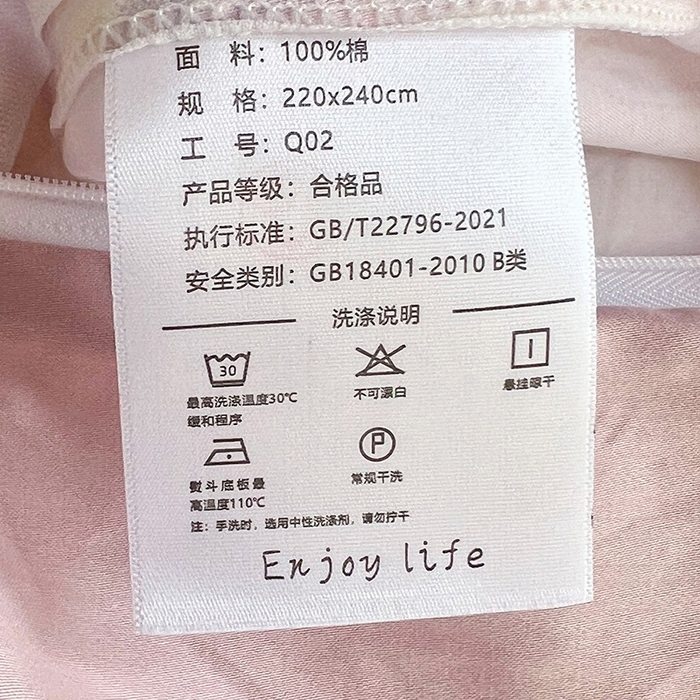 面 料：100%棉
规 格：220x240cm
工 号：Q02
产品等级：合格品
执行标准：GB/T22796-2021
安全类别：GB18401-2010 B类
洗涤说明
30
最高洗涤温度30℃
缓和程序
不可漂白
悬挂晾干
熨斗底板最
高温度110℃
P
常规干洗
注：手洗时，选用中性洗涤剂，请勿拧干
Enjoy life